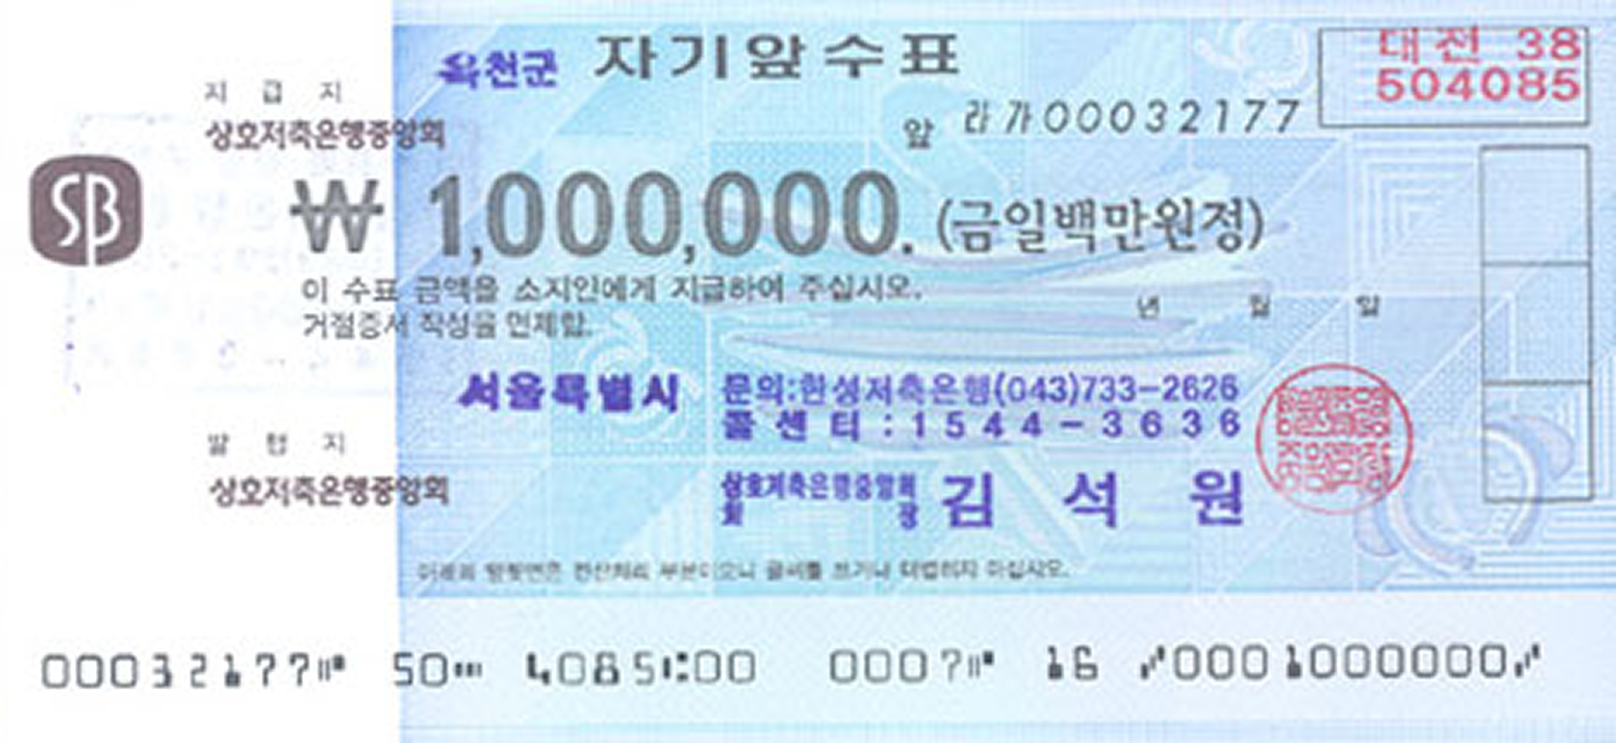 옥천군 자기앞수표
대전 38
504085
지 급 지
상호저축은행중앙회
앞 라가00032177
SB
₩ 1,000,000. (금일백만원정)
이 수표 금액을 소지인에게 지급하여 주십시오.
거절증서 작성을 면제함.
년 월 일
서울특별시 문의:한성저축은행(043)733-2626
콜센터:1544-3636
발 행 지
상호저축은행중앙회
상호저축은행중앙회
회 장 김 석 원
00032177⑈ 50⑉ 4085⑆00 0007⑈ 16 ⑇0001000000⑇